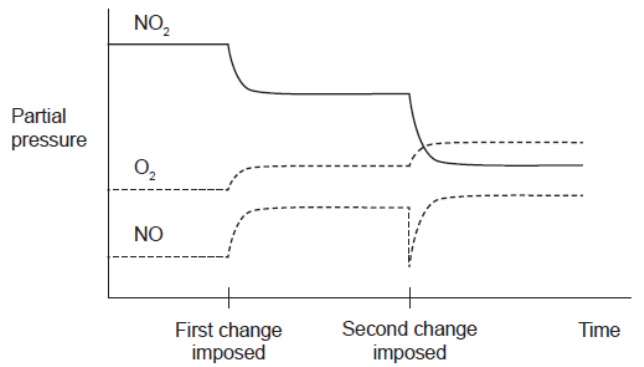 NO₂
Partial
pressure
O₂
NO
First change
imposed
Second change
imposed
Time